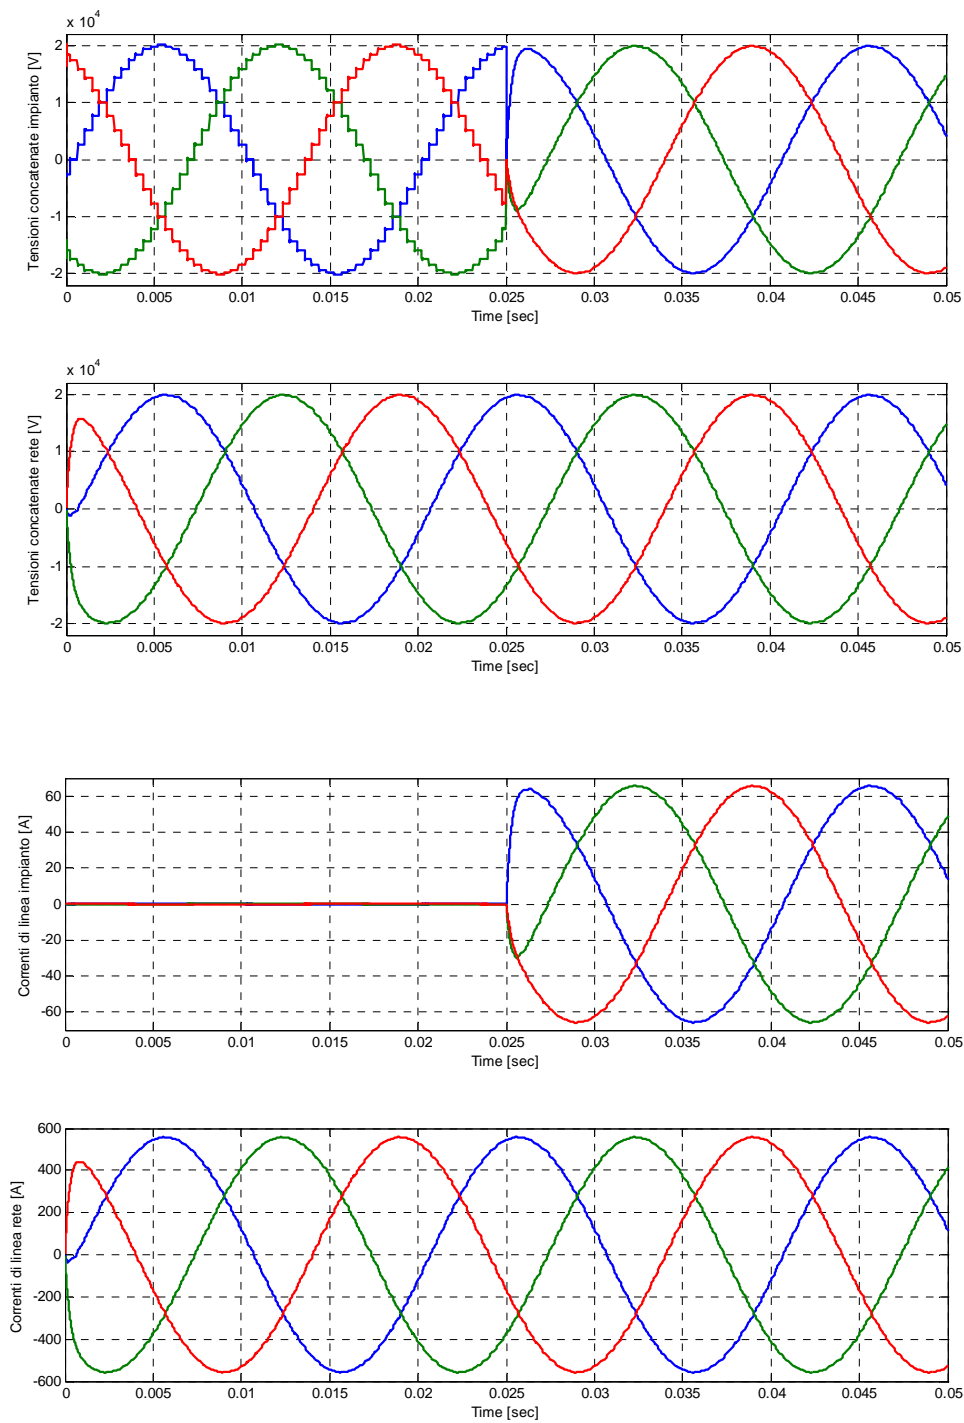 x 10^4
Tensioni concatenate impianto [V]
2
1
0
-1
-2
0 0.005 0.01 0.015 0.02 0.025 0.03 0.035 0.04 0.045 0.05
Time [sec]
x 10^4
Tensioni concatenate rete [V]
2
1
0
-1
-2
0 0.005 0.01 0.015 0.02 0.025 0.03 0.035 0.04 0.045 0.05
Time [sec]
Correnti di linea impianto [A]
60
40
20
0
-20
-40
-60
0 0.005 0.01 0.015 0.02 0.025 0.03 0.035 0.04 0.045 0.05
Time [sec]
Correnti di linea rete [A]
600
400
200
0
-200
-400
-600
0 0.005 0.01 0.015 0.02 0.025 0.03 0.035 0.04 0.045 0.05
Time [sec]